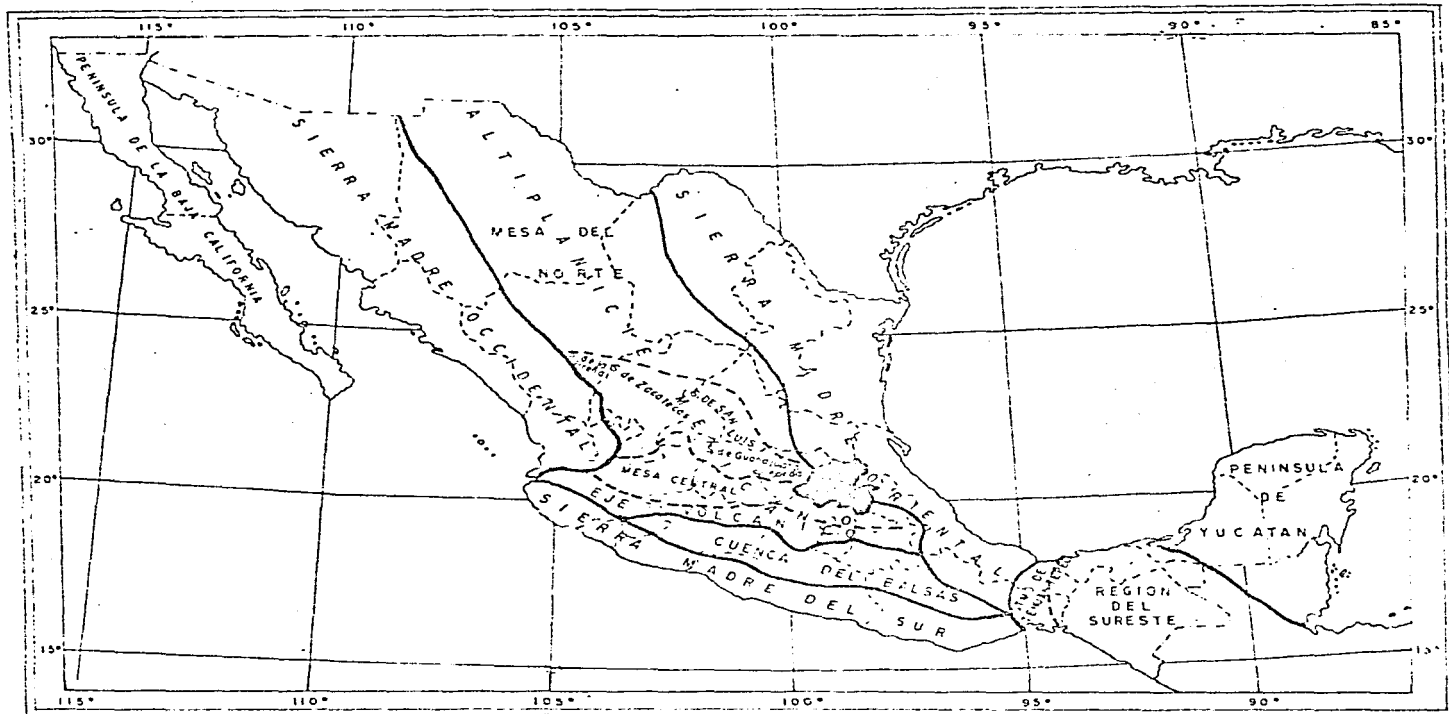 115° 110° 105° 100° 95° 90° 85°
30° 30°
25° 25°
20° 20°
15° 15°
115° 110° 105° 100° 95° 90°
PENINSULA DE LA BAJA CALIFORNIA
SIERRA MADRE OCCIDENTAL
ALTIPLANICIE
MESA DEL
NORTE
SIERRA MADRE ORIENTAL
S. de Zacatecas
S. DE SAN
LUIS
S. de Guanajuato
MESA CENTRAL
EJE VOLCANICO
CUENCA DEL BALSAS
SIERRA MADRE DEL SUR
REGION
DEL
SURESTE
PENINSULA
DE
YUCATAN